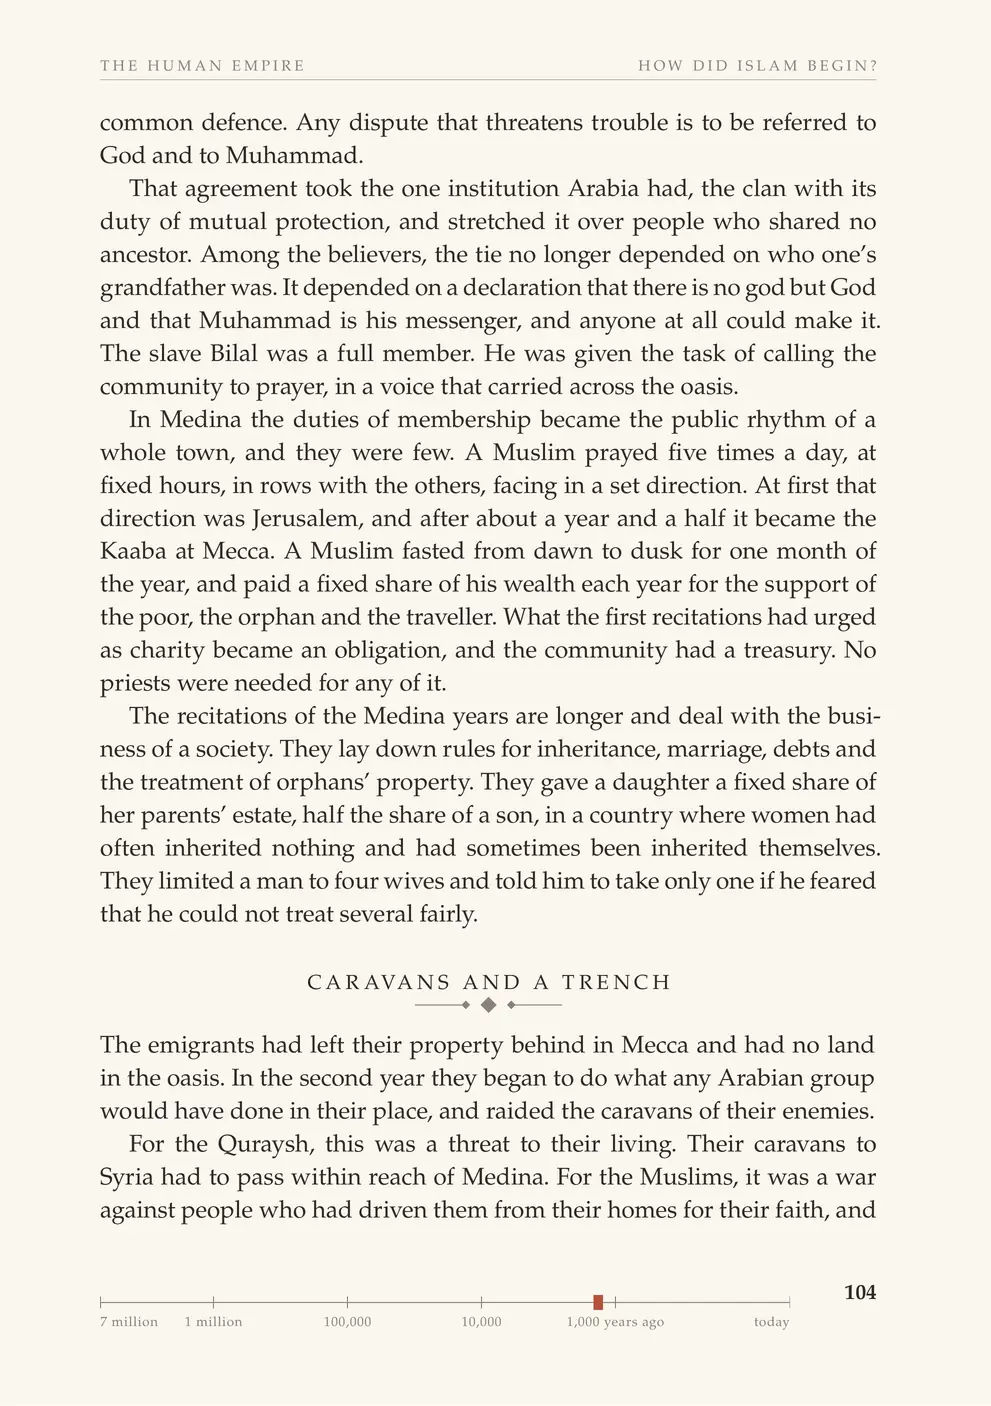 THE HUMAN EMPIRE
HOW DID ISLAM BEGIN?
common defence. Any dispute that threatens trouble is to be referred to
God and to Muhammad.
That agreement took the one institution Arabia had, the clan with its
duty of mutual protection, and stretched it over people who shared no
ancestor. Among the believers, the tie no longer depended on who one’s
grandfather was. It depended on a declaration that there is no god but God
and that Muhammad is his messenger, and anyone at all could make it.
The slave Bilal was a full member. He was given the task of calling the
community to prayer, in a voice that carried across the oasis.
In Medina the duties of membership became the public rhythm of a
whole town, and they were few. A Muslim prayed five times a day, at
fixed hours, in rows with the others, facing in a set direction. At first that
direction was Jerusalem, and after about a year and a half it became the
Kaaba at Mecca. A Muslim fasted from dawn to dusk for one month of
the year, and paid a fixed share of his wealth each year for the support of
the poor, the orphan and the traveller. What the first recitations had urged
as charity became an obligation, and the community had a treasury. No
priests were needed for any of it.
The recitations of the Medina years are longer and deal with the busi-
ness of a society. They lay down rules for inheritance, marriage, debts and
the treatment of orphans’ property. They gave a daughter a fixed share of
her parents’ estate, half the share of a son, in a country where women had
often inherited nothing and had sometimes been inherited themselves.
They limited a man to four wives and told him to take only one if he feared
that he could not treat several fairly.
CARAVANS AND A TRENCH
The emigrants had left their property behind in Mecca and had no land
in the oasis. In the second year they began to do what any Arabian group
would have done in their place, and raided the caravans of their enemies.
For the Quraysh, this was a threat to their living. Their caravans to
Syria had to pass within reach of Medina. For the Muslims, it was a war
against people who had driven them from their homes for their faith, and
104
7 million 1 million 100,000 10,000 1,000 years ago today